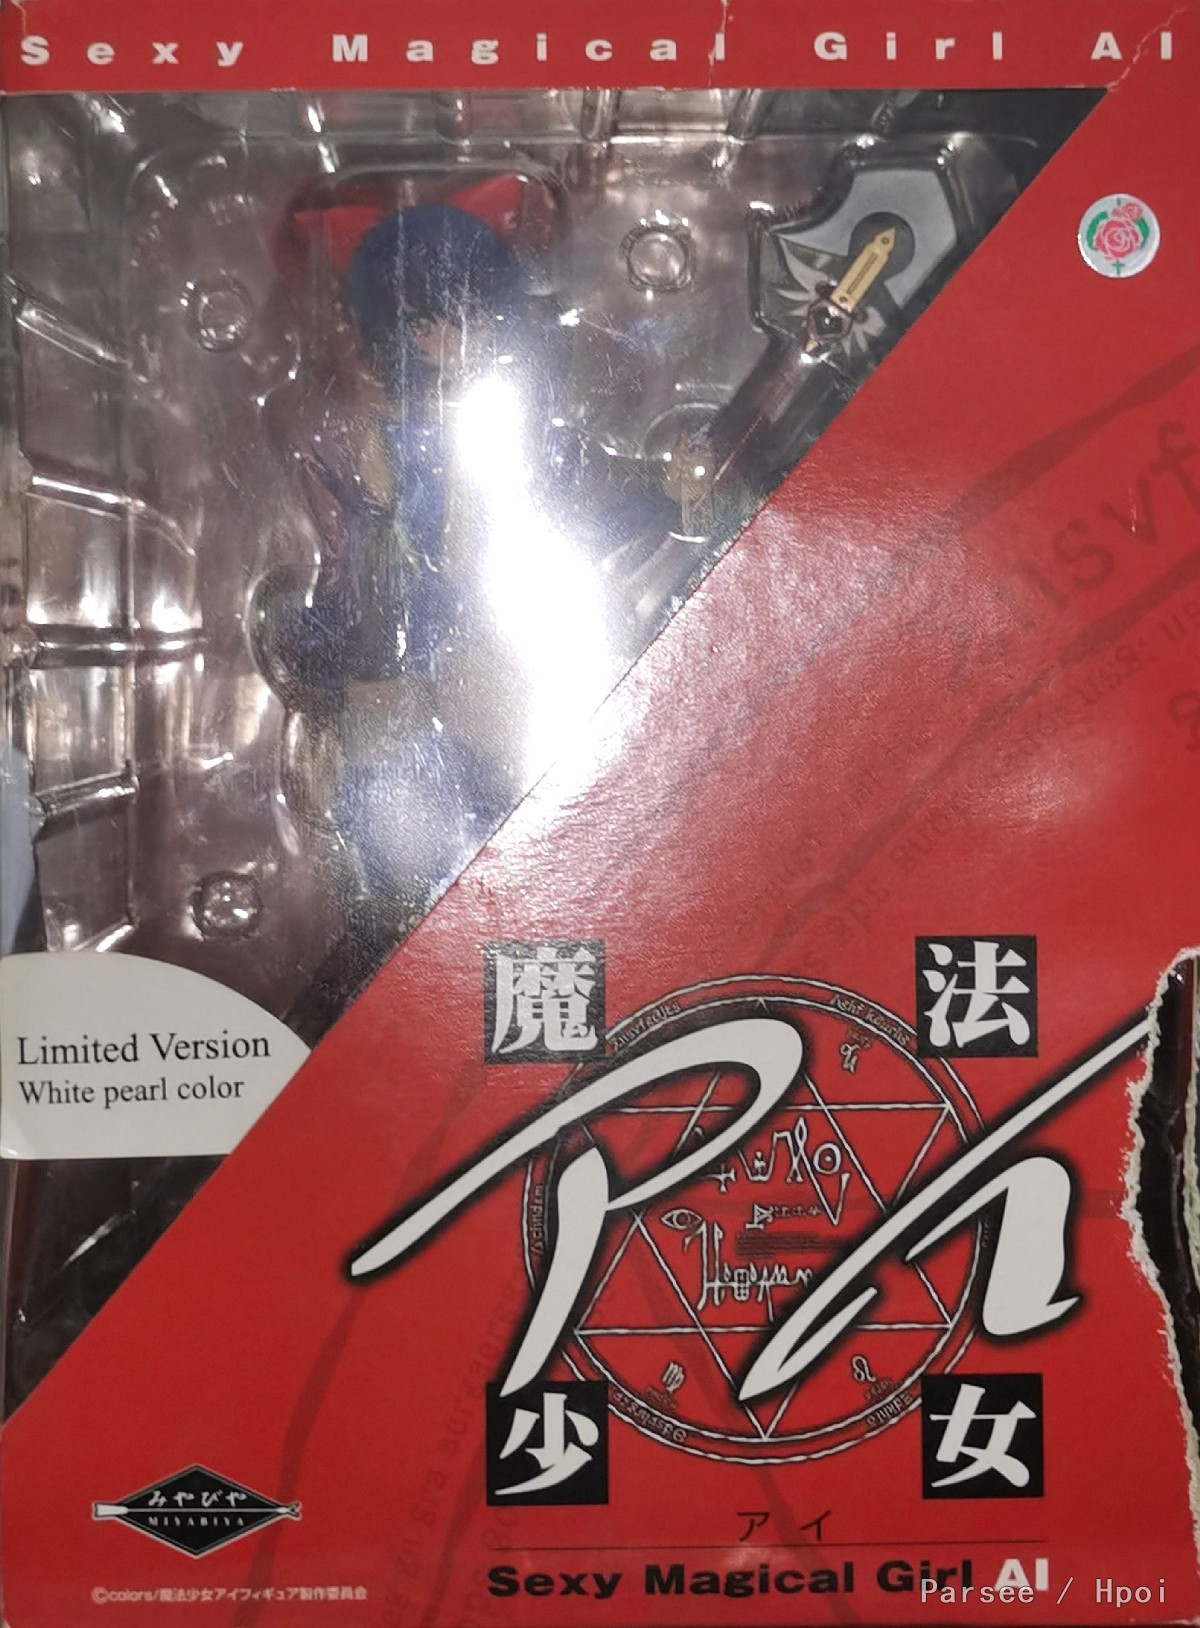 Sexy Magical Girl AI
Limited Version
White pearl color
魔法
アイ
少女
アイ
Sexy Magical Girl AI
みやびや
MIYABIYA
©colors/魔法少女アイフィギュア製作委員会
Parsee / Hpoi